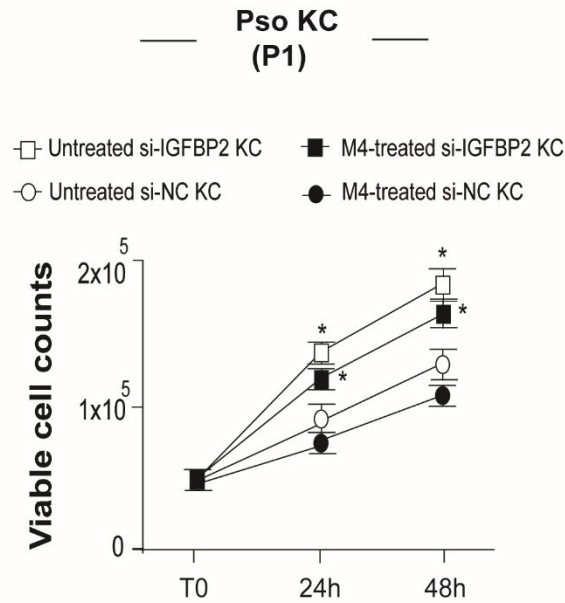 Pso KC
(P1)
Untreated si-IGFBP2 KC
M4-treated si-IGFBP2 KC
Untreated si-NC KC
M4-treated si-NC KC
Viable cell counts
2x10 5
1x10 5
0
*
*
*
*
T0
24h
48h